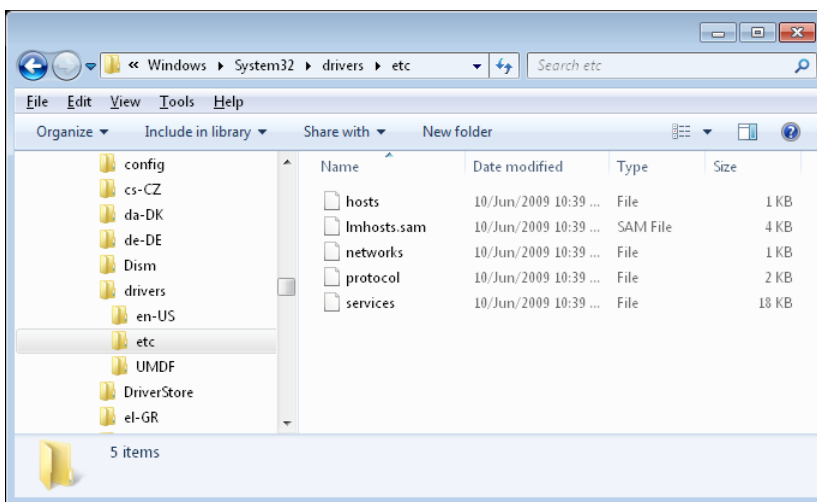 « Windows ▸ System32 ▸ drivers ▸ etc Search etc
File Edit View Tools Help
Organize Include in library Share with New folder
Name Date modified Type Size
config
cs-CZ
da-DK
de-DE
Dism
drivers
en-US
etc
UMDF
DriverStore
el-GR
hosts 10/Jun/2009 10:39 ... File 1 KB
lmhosts.sam 10/Jun/2009 10:39 ... SAM File 4 KB
networks 10/Jun/2009 10:39 ... File 1 KB
protocol 10/Jun/2009 10:39 ... File 2 KB
services 10/Jun/2009 10:39 ... File 18 KB
5 items